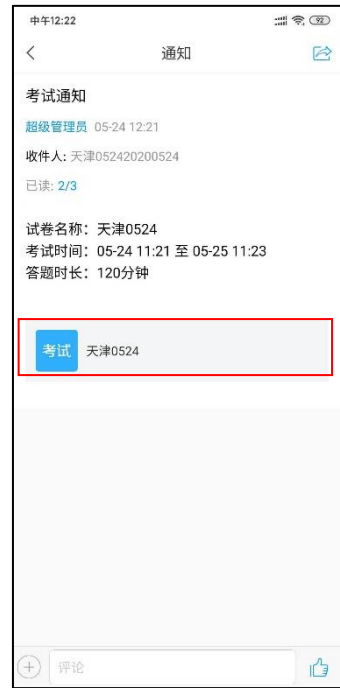 中午12:22
92
通知
考试通知
超级管理员 05-24 12:21
收件人: 天津052420200524
已读: 2/3
试卷名称：天津0524
考试时间：05-24 11:21 至 05-25 11:23
答题时长：120分钟
考试 天津0524
评论